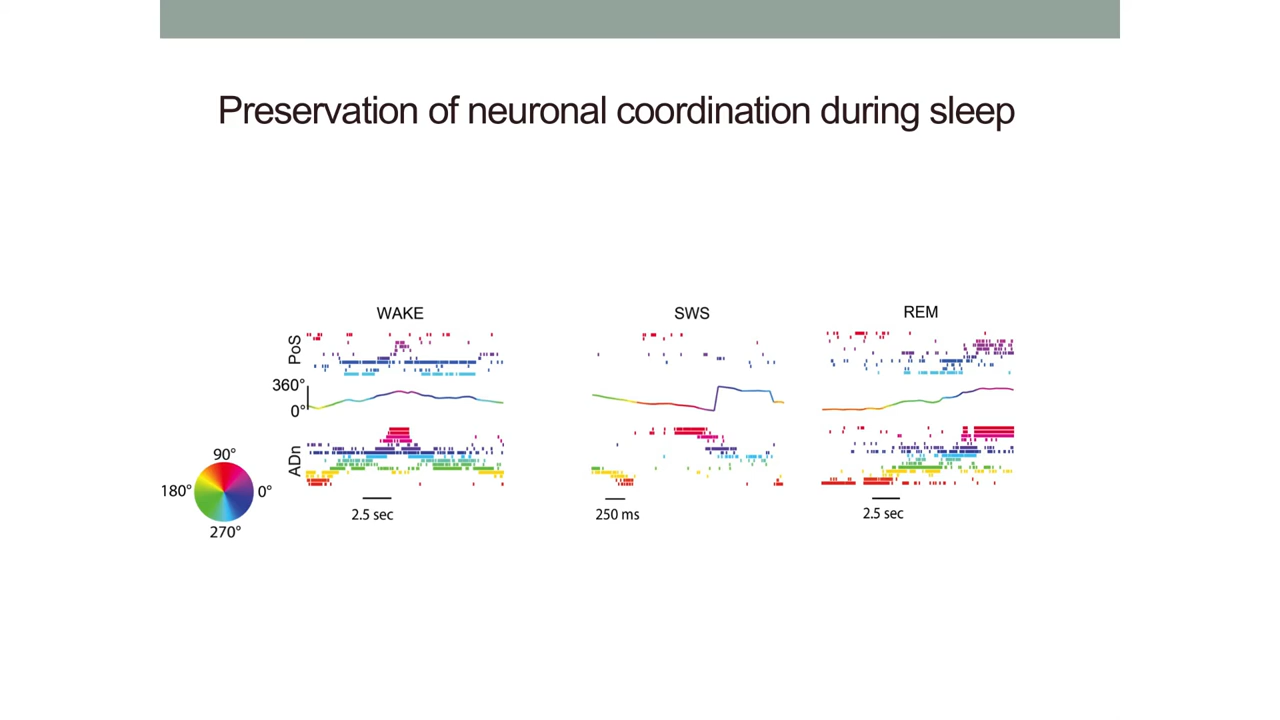 Preservation of neuronal coordination during sleep
WAKE
SWS
REM
PoS
360°
0°
ADn
90°
180°
0°
270°
2.5 sec
250 ms
2.5 sec